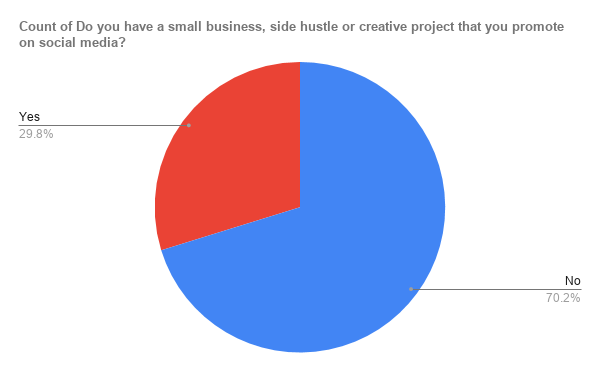 Count of Do you have a small business, side hustle or creative project that you promote
on social media?
Yes
29.8%
No
70.2%